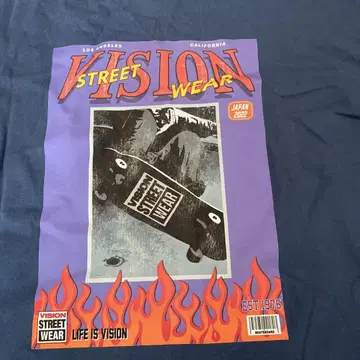 LOS ANGELES CALIFORNIA
VISION
STREET
WEAR
JAPAN
2022
VISION
STREET
WEAR
EST 1976
VISION
STREET
WEAR
LIFE IS VISION
SKATEBOARD